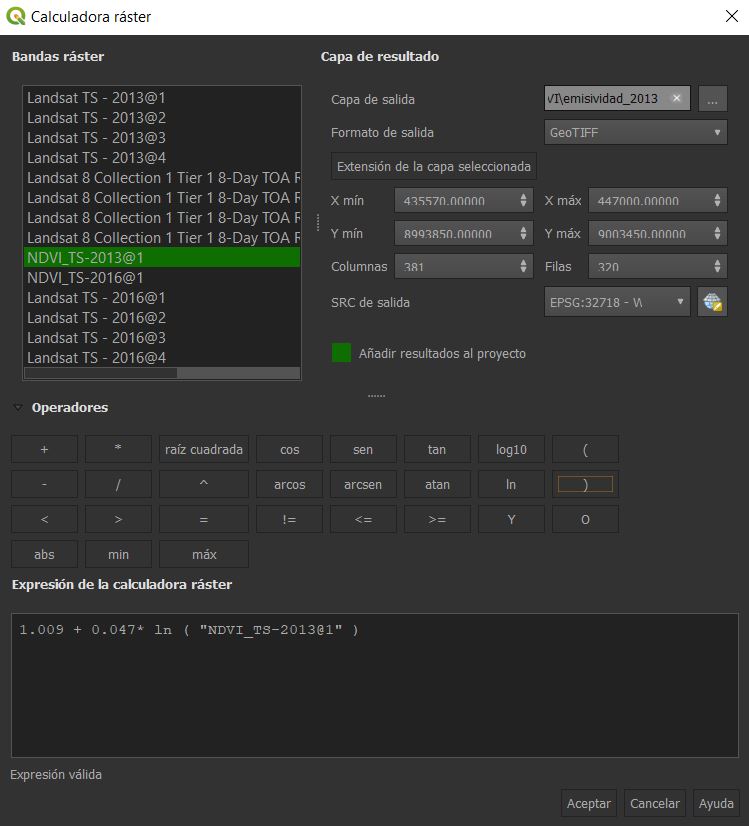 Calculadora ráster
Bandas ráster
Landsat TS - 2013@1
Landsat TS - 2013@2
Landsat TS - 2013@3
Landsat TS - 2013@4
Landsat 8 Collection 1 Tier 1 8-Day TOA R
Landsat 8 Collection 1 Tier 1 8-Day TOA R
Landsat 8 Collection 1 Tier 1 8-Day TOA R
Landsat 8 Collection 1 Tier 1 8-Day TOA R
NDVI_TS-2013@1
NDVI_TS-2016@1
Landsat TS - 2016@1
Landsat TS - 2016@2
Landsat TS - 2016@3
Landsat TS - 2016@4
Capa de resultado
Capa de salida VI\emisividad_2013 ...
Formato de salida GeoTIFF
Extensión de la capa seleccionada
X mín 435570.00000 X máx 447000.00000
Y mín 8993850.00000 Y máx 9003450.00000
Columnas 381 Filas 320
SRC de salida EPSG:32718 - W
Añadir resultados al proyecto
Operadores
+ * raíz cuadrada cos sen tan log10 (
- / ^ arcos arcsen atan ln )
< > = != <= >= Y O
abs min máx
Expresión de la calculadora ráster
1.009 + 0.047* ln ( "NDVI_TS-2013@1" )
Expresión válida
Aceptar Cancelar Ayuda